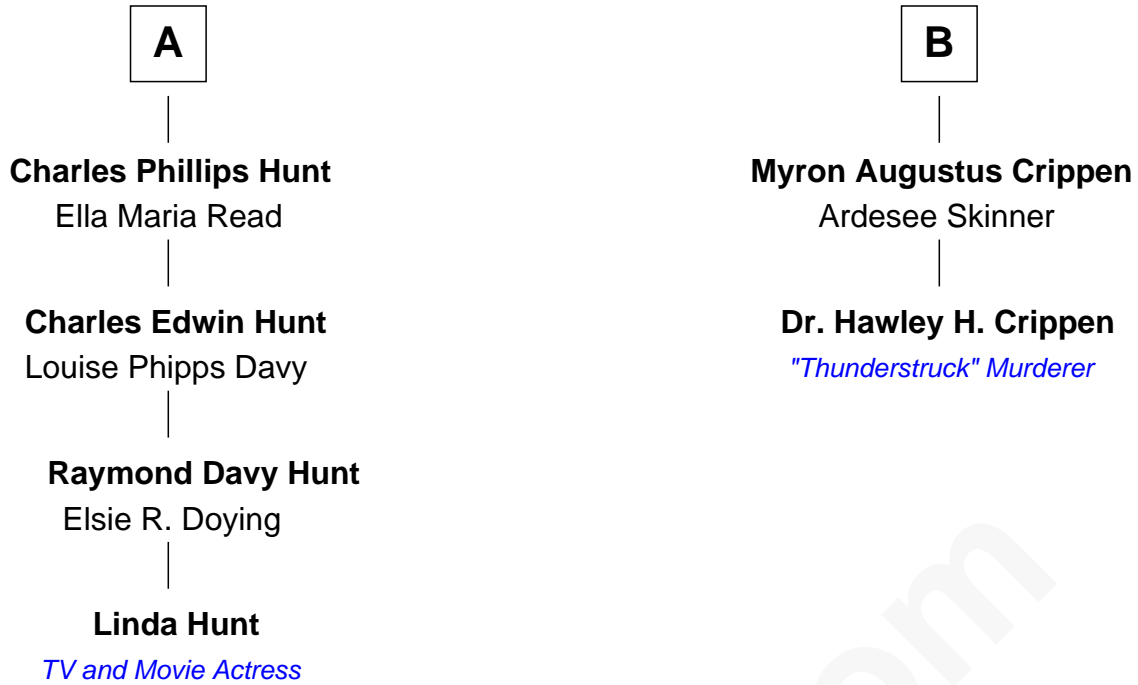 A
Charles Phillips Hunt
Ella Maria Read
Charles Edwin Hunt
Louise Phipps Davy
Raymond Davy Hunt
Elsie R. Doying
Linda Hunt
TV and Movie Actress
B
Myron Augustus Crippen
Ardesee Skinner
Dr. Hawley H. Crippen
"Thunderstruck" Murderer
om